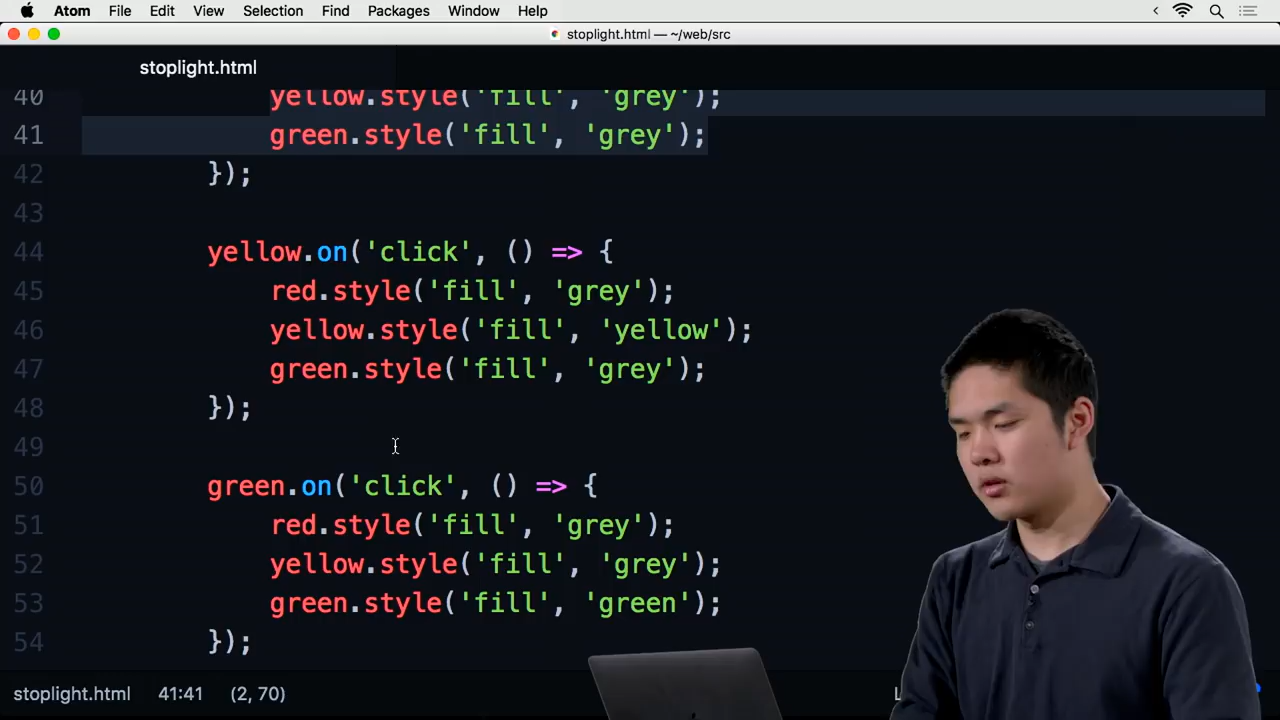 Atom File Edit View Selection Find Packages Window Help
stoplight.html — ~/web/src
stoplight.html
40 yellow.style('fill', 'grey');
41 green.style('fill', 'grey');
42 });
43
44 yellow.on('click', () => {
45 red.style('fill', 'grey');
46 yellow.style('fill', 'yellow');
47 green.style('fill', 'grey');
48 });
49
50 green.on('click', () => {
51 red.style('fill', 'grey');
52 yellow.style('fill', 'grey');
53 green.style('fill', 'green');
54 });
stoplight.html 41:41 (2, 70)